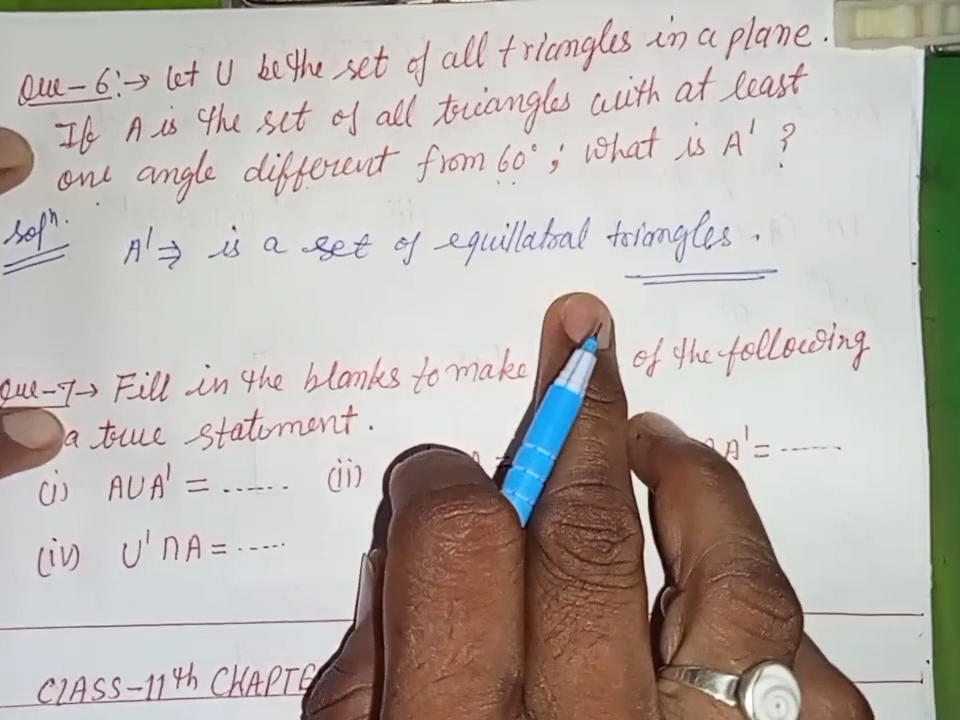 Que-6:→ Let U be the set of all triangles in a plane.
If A is the set of all triangles with at least
one angle different from 60°; What is A' ?
Solⁿ.
A' ⇒ is a set of equillatral triangles.
Que-7→ Fill in the blanks to make of the following
a true statement.
(i) A∪A' = ...... (ii) A'= ......
(iv) U'∩A = .....
CLASS-11th CHAPTE